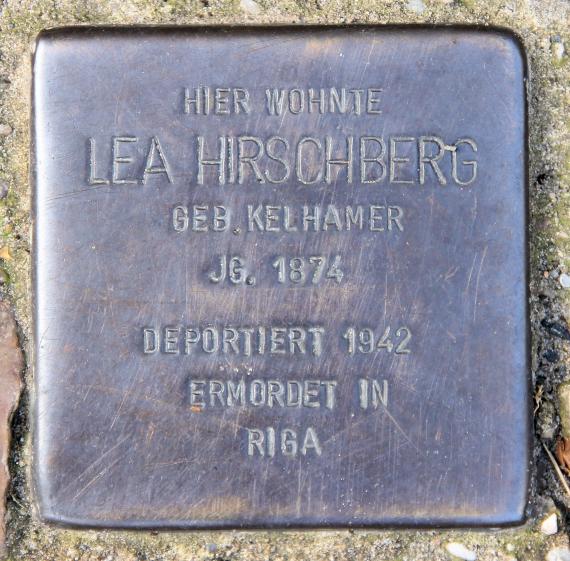 HIER WOHNTE
LEA HIRSCHBERG
GEB. KELHAMER
JG. 1874
DEPORTIERT 1942
ERMORDET IN
RIGA